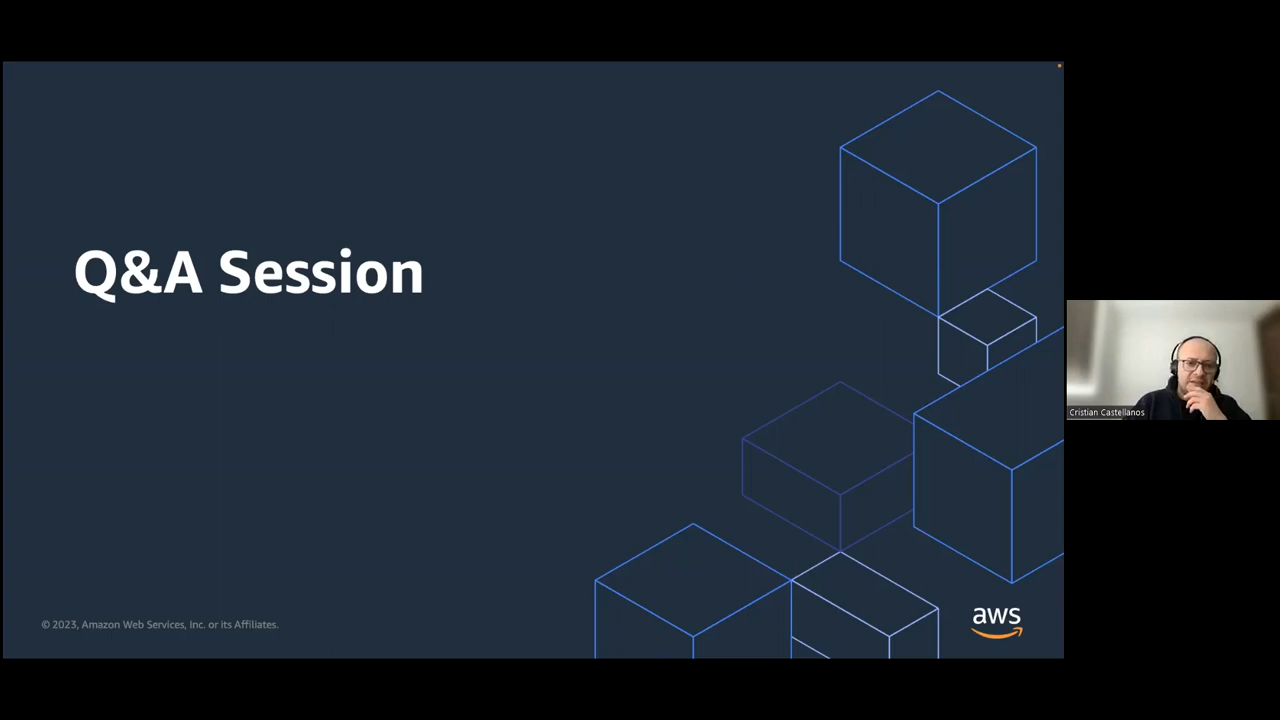 Q&A Session
Cristian Castellanos
© 2023, Amazon Web Services, Inc. or its Affiliates.
aws